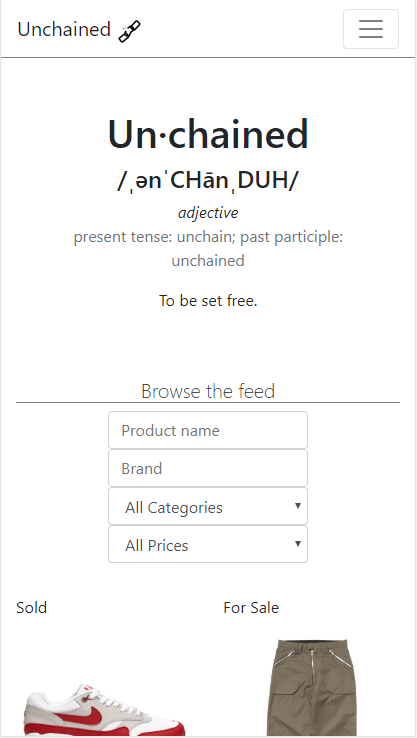 Unchained
Un·chained
/ˌənˈCHānˌDUH/
adjective
present tense: unchain; past participle:
unchained
To be set free.
Browse the feed
Product name
Brand
All Categories
All Prices
Sold
For Sale